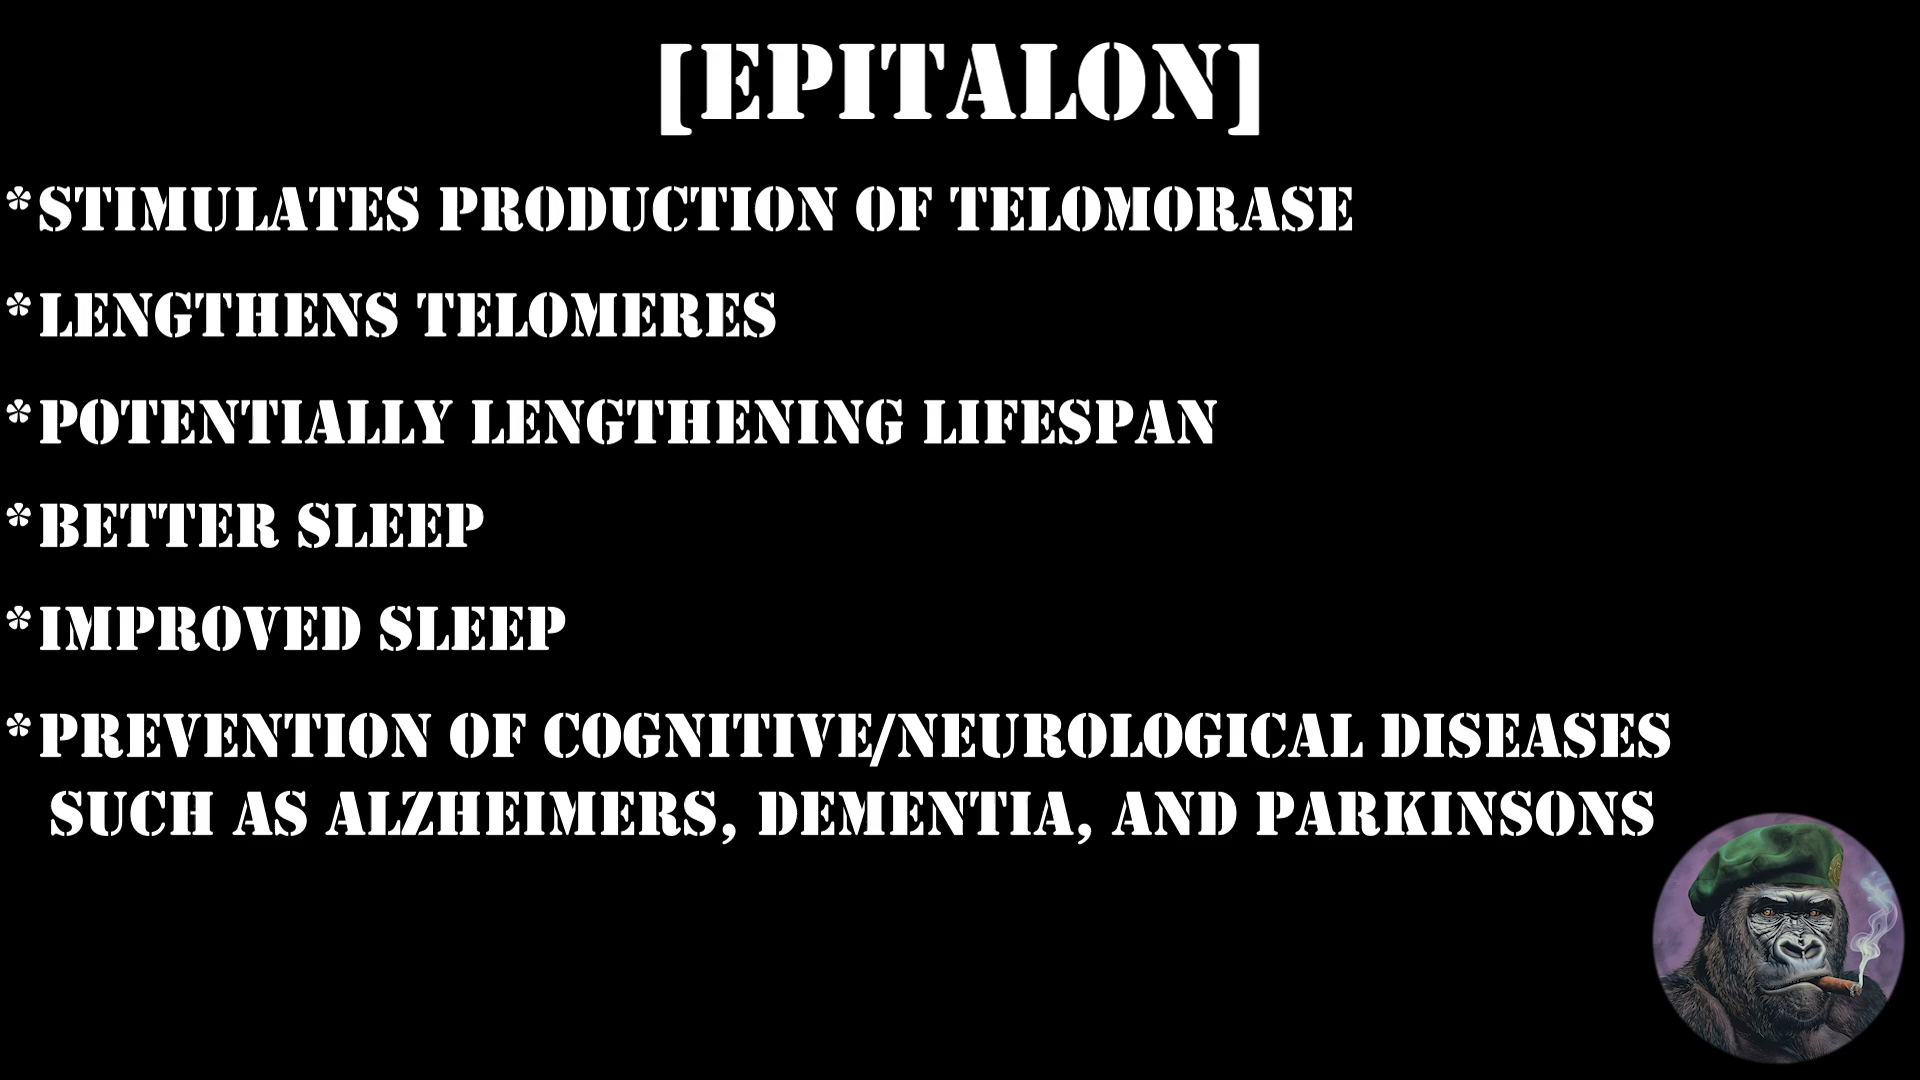 [EPITALON]
*STIMULATES PRODUCTION OF TELOMORASE
*LENGTHENS TELOMERES
*POTENTIALLY LENGTHENING LIFESPAN
*BETTER SLEEP
*IMPROVED SLEEP
*PREVENTION OF COGNITIVE/NEUROLOGICAL DISEASES
SUCH AS ALZHEIMERS, DEMENTIA, AND PARKINSONS